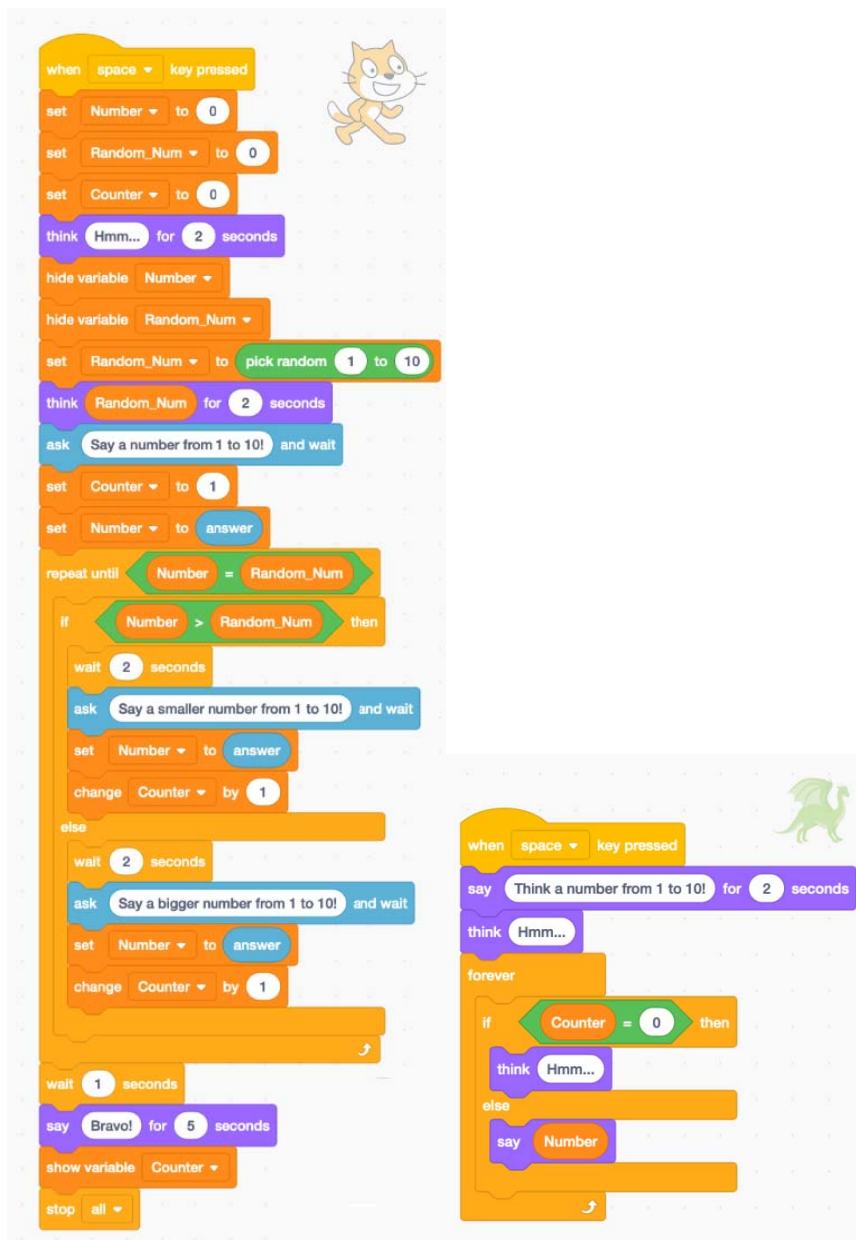 when space key pressed
set Number to 0
set Random_Num to 0
set Counter to 0
think Hmm... for 2 seconds
hide variable Number
hide variable Random_Num
set Random_Num to pick random 1 to 10
think Random_Num for 2 seconds
ask Say a number from 1 to 10! and wait
set Counter to 1
set Number to answer
repeat until Number = Random_Num
if Number > Random_Num then
wait 2 seconds
ask Say a smaller number from 1 to 10! and wait
set Number to answer
change Counter by 1
else
wait 2 seconds
ask Say a bigger number from 1 to 10! and wait
set Number to answer
change Counter by 1
wait 1 seconds
say Bravo! for 5 seconds
show variable Counter
stop all
when space key pressed
say Think a number from 1 to 10! for 2 seconds
think Hmm...
forever
if Counter = 0 then
think Hmm...
else
say Number